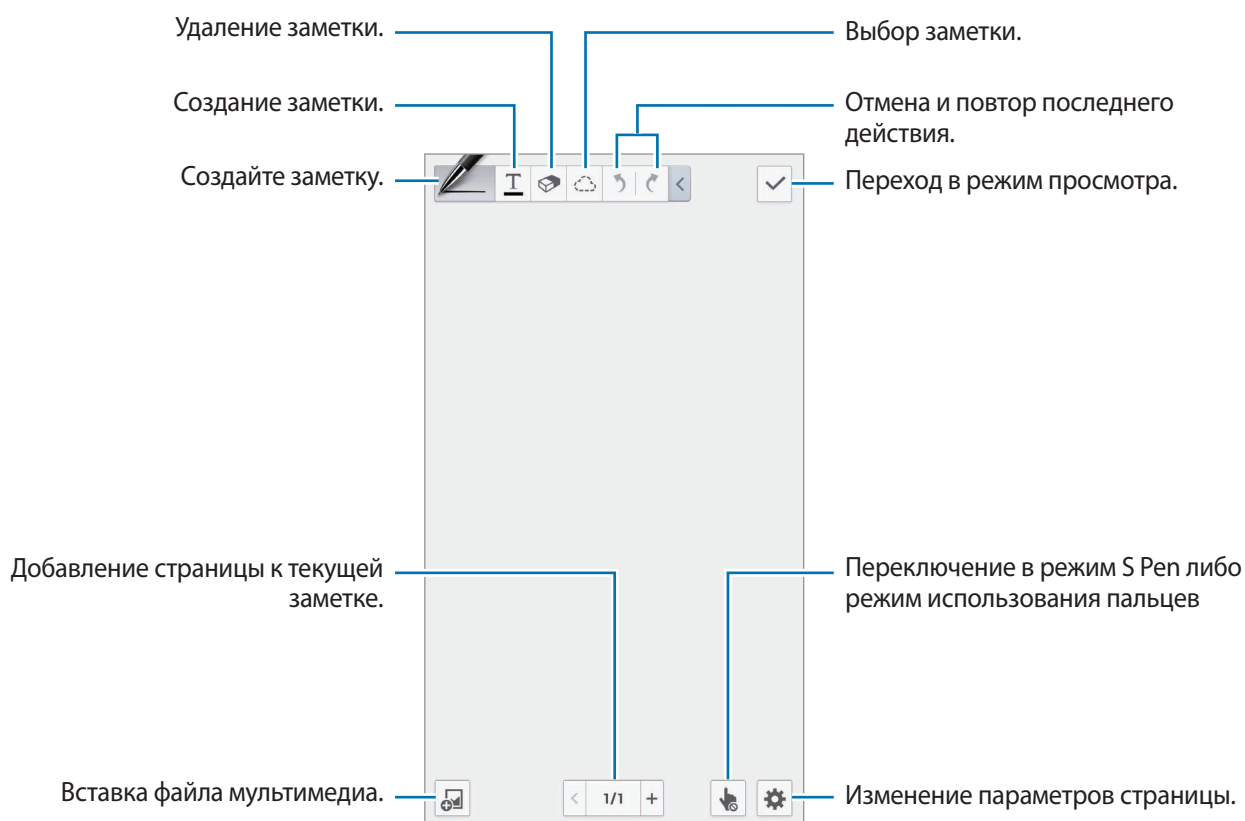 Удаление заметки.
Выбор заметки.
Создание заметки.
Отмена и повтор последнего
действия.
Создайте заметку.
T
Переход в режим просмотра.
Добавление страницы к текущей
заметке.
Переключение в режим S Pen либо
режим использования пальцев
Вставка файла мультимедиа.
< 1/1 +
Изменение параметров страницы.